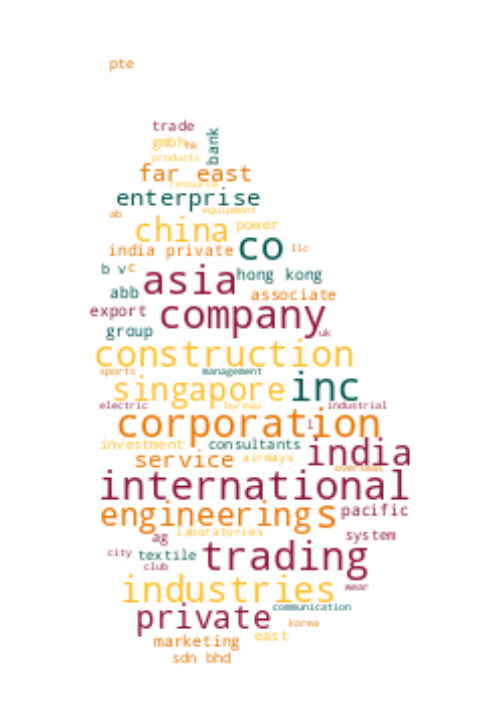 pte
trade
bank
gmbh hk
products
far east
resource
enterprise
ab equipment
china power
co
india private llc
b v c
asia hong kong
abb associate
export company
group uk
construction
sports management
singapore inc
electric bureau industrial
corporation
l
investment consultants india
service airways
overseas
international
engineerings pacific
laboratories
ag system
city textile trading
club
industries wear
communication
private korea
marketing east
sdn bhd